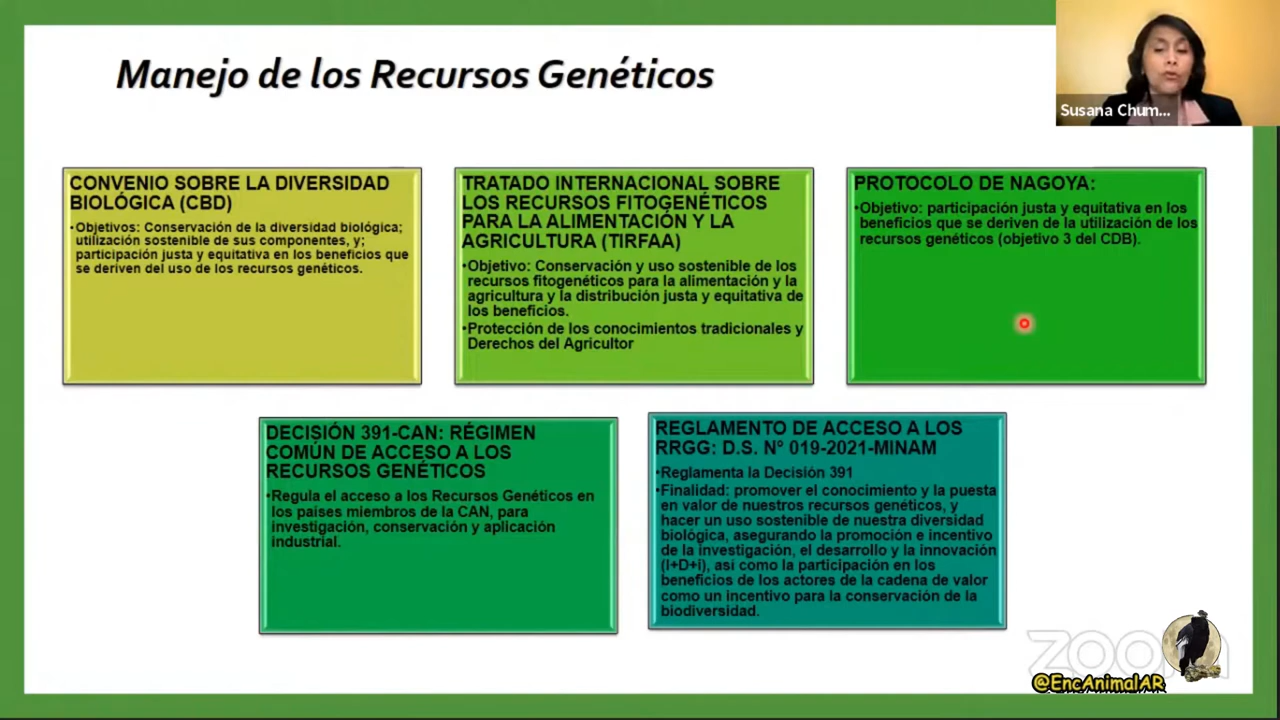 Manejo de los Recursos Genéticos
Susana Chum...
CONVENIO SOBRE LA DIVERSIDAD
BIOLÓGICA (CBD)
•Objetivos: Conservación de la diversidad biológica;
utilización sostenible de sus componentes, y;
participación justa y equitativa en los beneficios que
se deriven del uso de los recursos genéticos.
TRATADO INTERNACIONAL SOBRE
LOS RECURSOS FITOGENÉTICOS
PARA LA ALIMENTACIÓN Y LA
AGRICULTURA (TIRFAA)
•Objetivo: Conservación y uso sostenible de los
recursos fitogenéticos para la alimentación y la
agricultura y la distribución justa y equitativa de
los beneficios.
•Protección de los conocimientos tradicionales y
Derechos del Agricultor
PROTOCOLO DE NAGOYA:
•Objetivo: participación justa y equitativa en los
beneficios que se deriven de la utilización de los
recursos genéticos (objetivo 3 del CDB).
DECISIÓN 391-CAN: RÉGIMEN
COMÚN DE ACCESO A LOS
RECURSOS GENÉTICOS
•Regula el acceso a los Recursos Genéticos en
los países miembros de la CAN, para
investigación, conservación y aplicación
industrial.
REGLAMENTO DE ACCESO A LOS
RRGG: D.S. N° 019-2021-MINAM
•Reglamenta la Decisión 391
•Finalidad: promover el conocimiento y la puesta
en valor de nuestros recursos genéticos, y
hacer un uso sostenible de nuestra diversidad
biológica, asegurando la promoción e incentivo
de la investigación, el desarrollo y la innovación
(I+D+i), así como la participación en los
beneficios de los actores de la cadena de valor
como un incentivo para la conservación de la
biodiversidad.
zoom
@EncAnimalAR